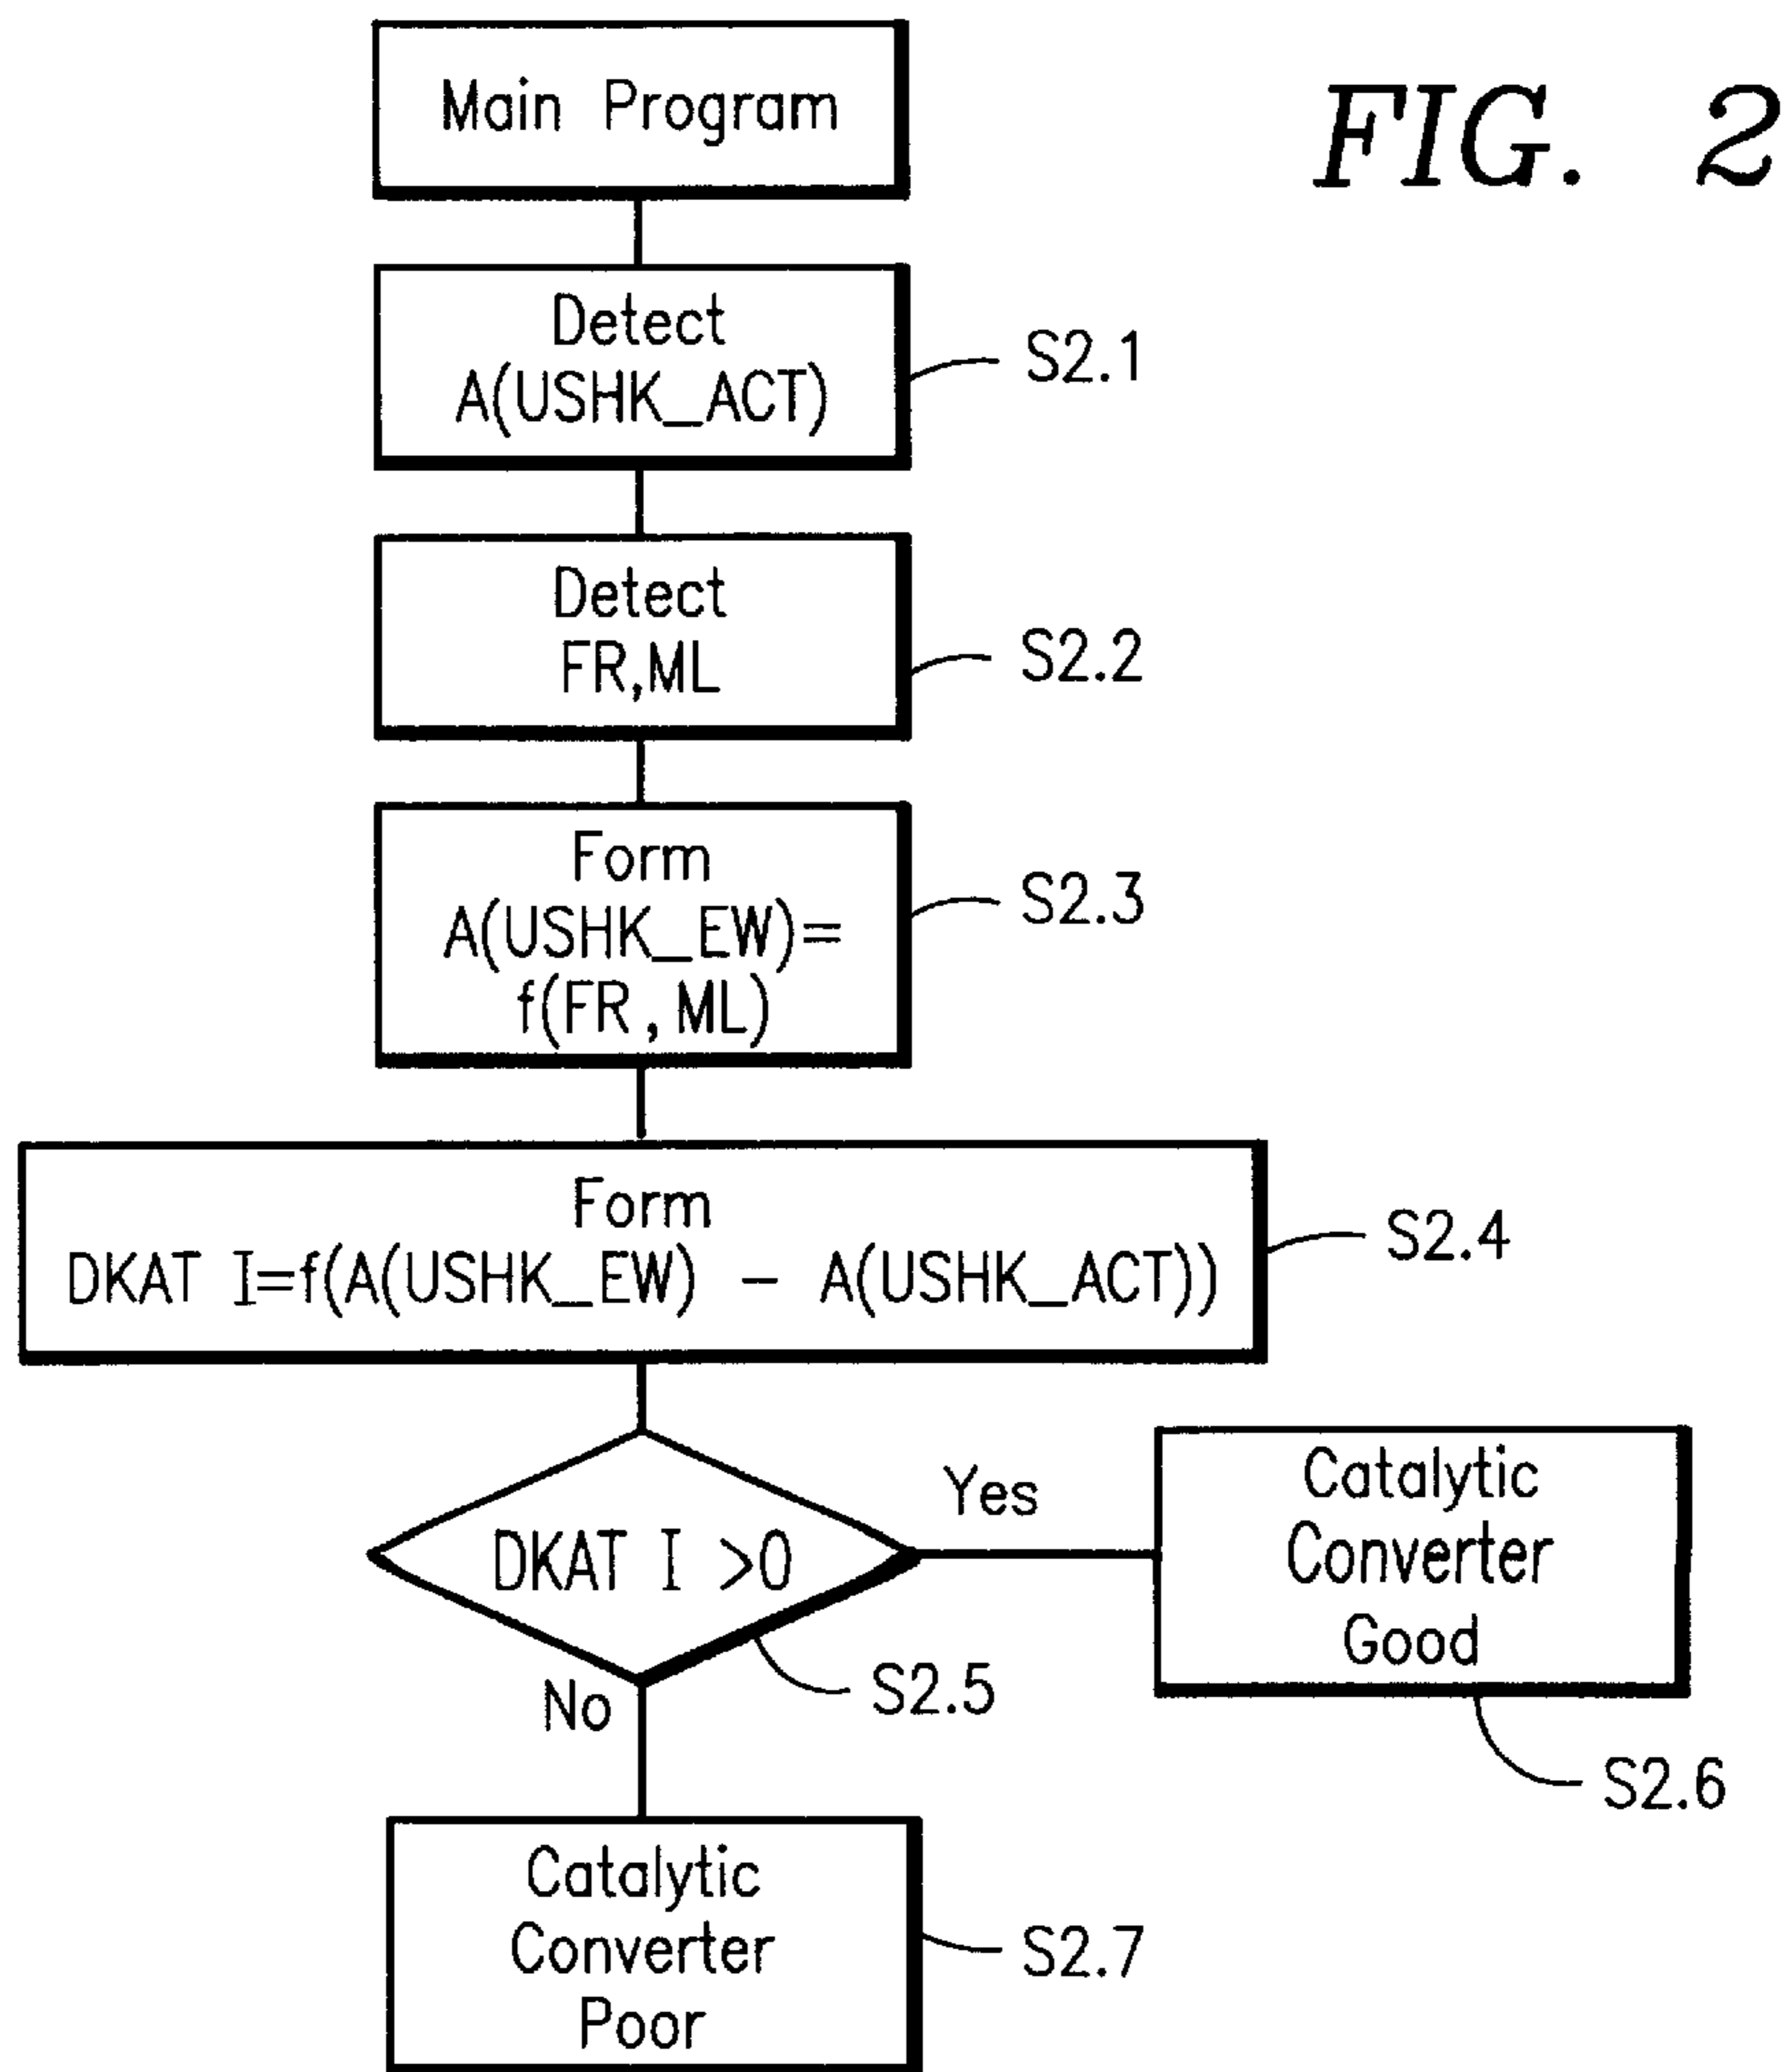 FIG. 2
Main Program
Detect
A(USHK_ACT)
S2.1
Detect
FR,ML
S2.2
Form
A(USHK_EW)=
f(FR, ML)
S2.3
Form
DKAT I=f(A(USHK_EW) - A(USHK_ACT))
S2.4
DKAT I >0
Yes
No
S2.5
Catalytic
Converter
Good
S2.6
Catalytic
Converter
Poor
S2.7